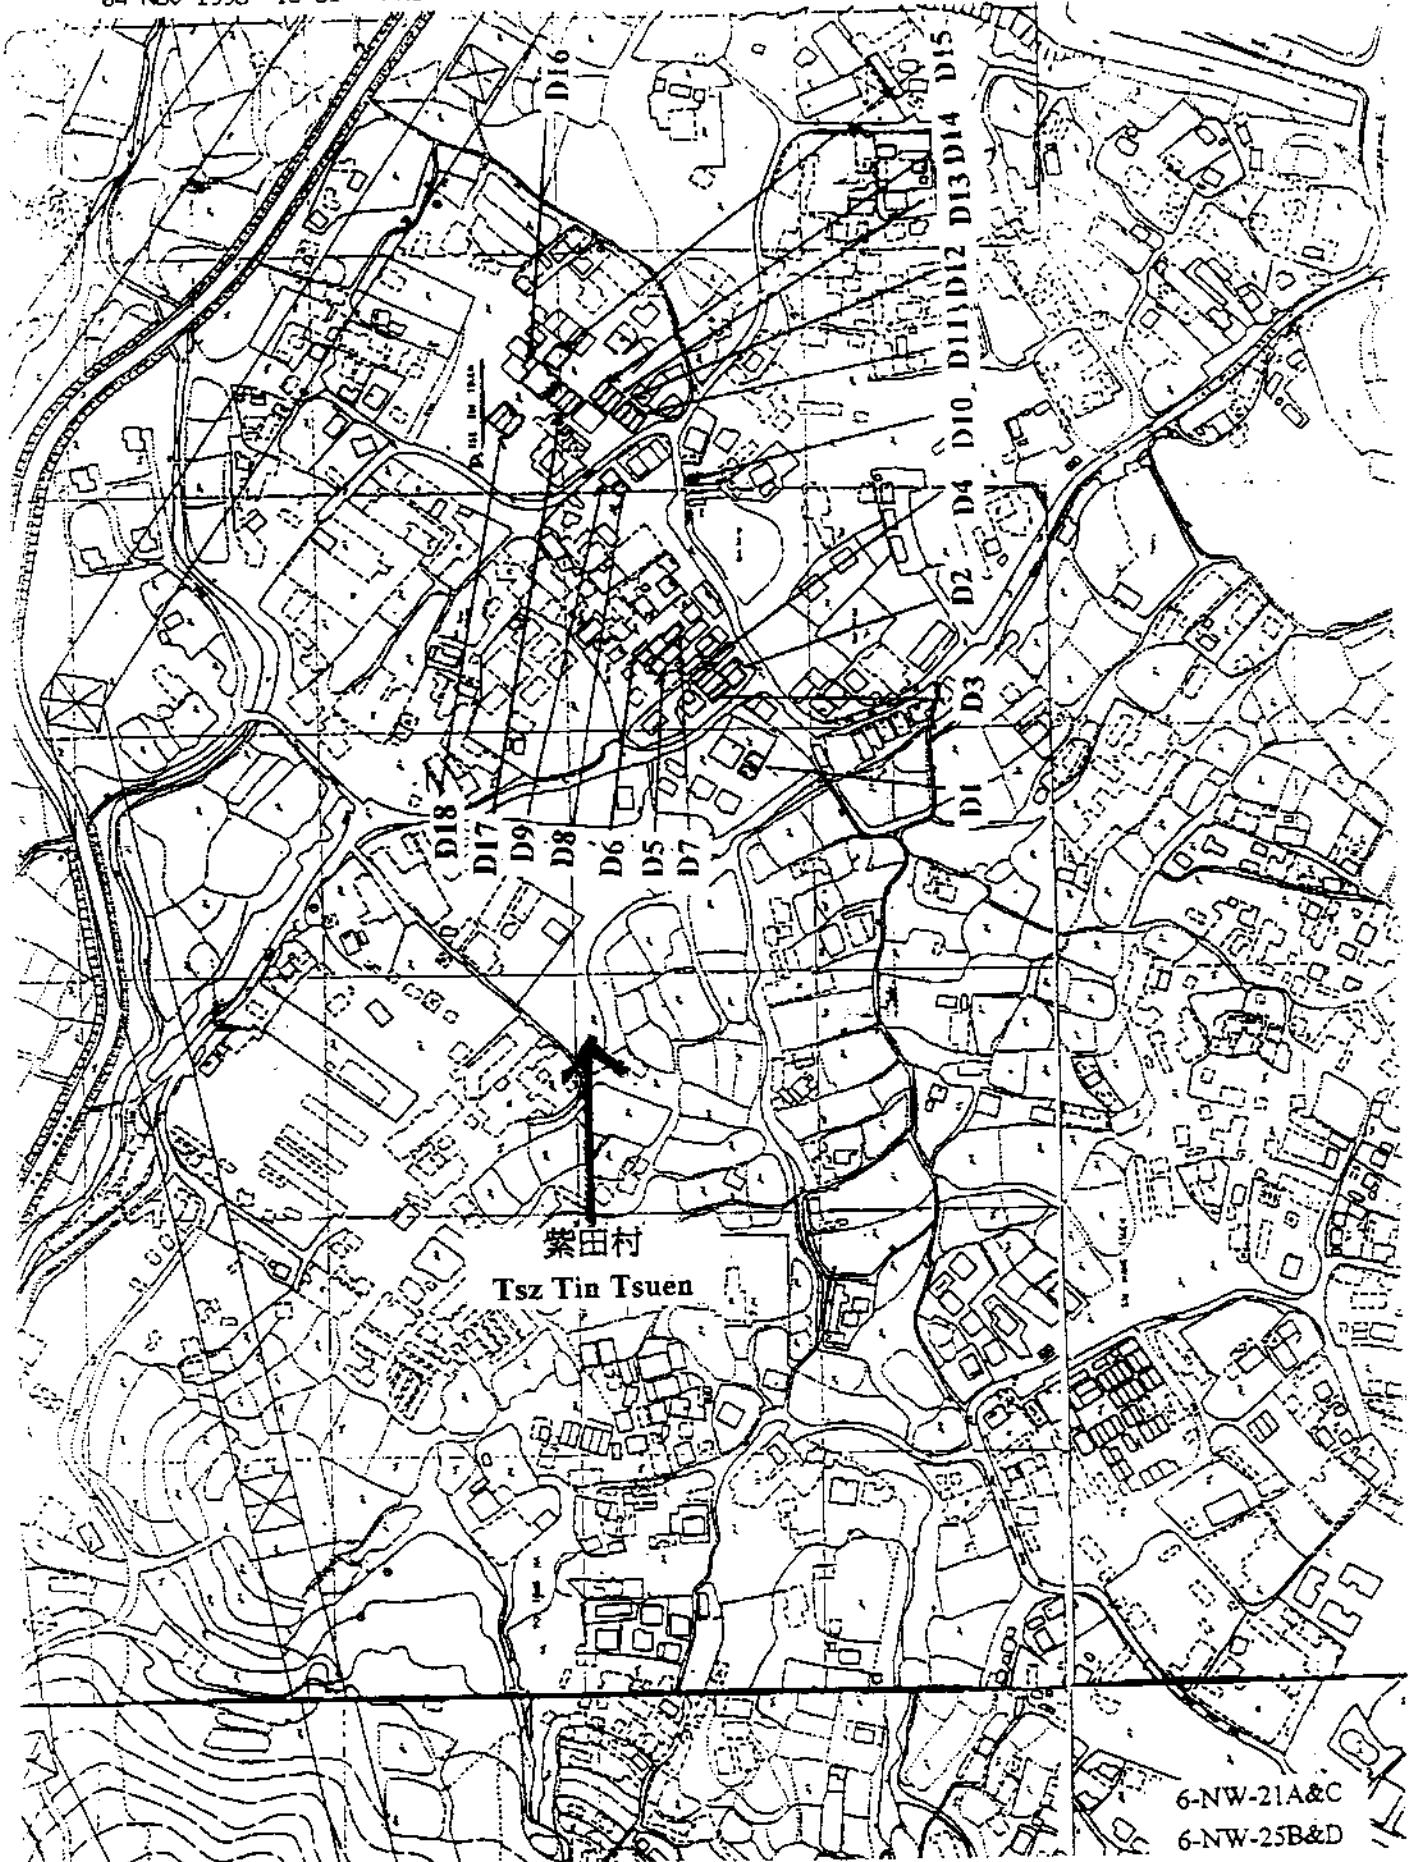 D16
D15
D14
D13
D12
D11
D10
D4
D2
D3
D1
D18
D17
D9
D8
D6
D5
D7
紫田村
Tsz Tin Tsuen
6-NW-21A&C
6-NW-25B&D